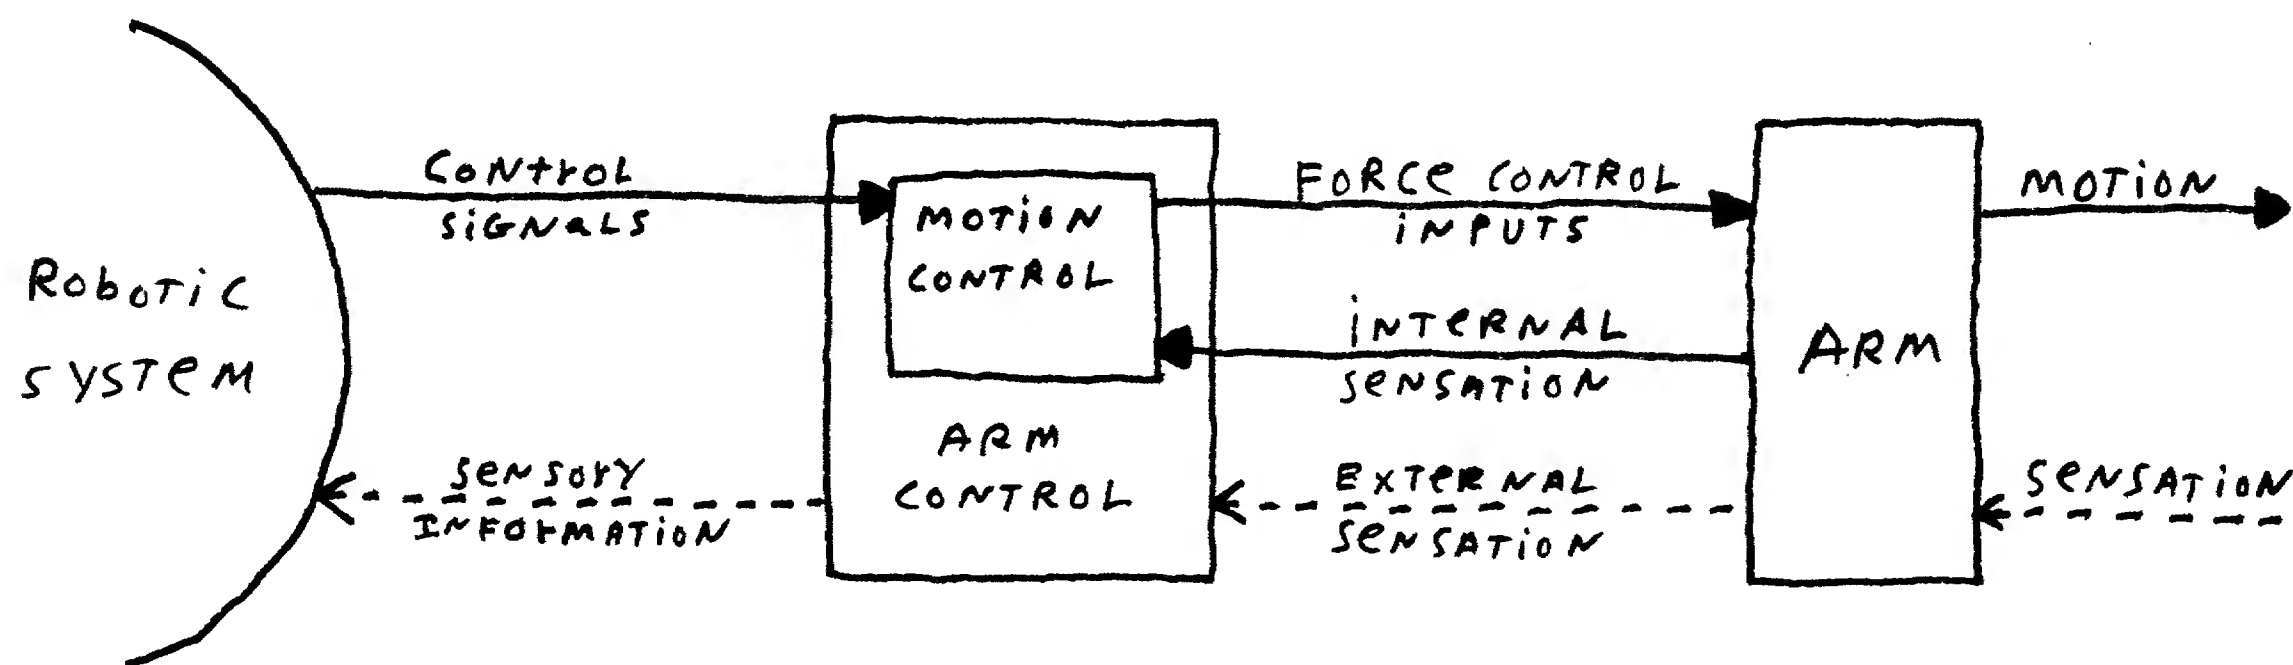 Robotic
System
Control
Signals
Motion
Control
Arm
Control
Sensory
Information
Force Control
Inputs
Internal
Sensation
External
Sensation
Arm
Motion
Sensation